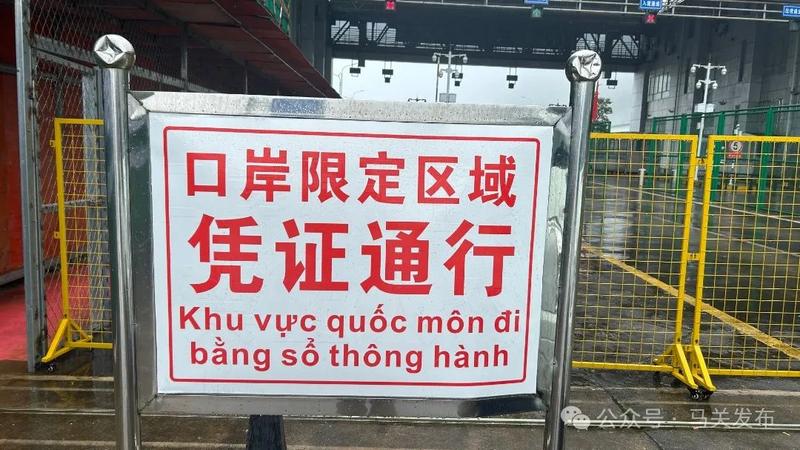 口岸限定区域
凭证通行
Khu vực quốc môn đi
bằng sổ thông hành
5
公众号 · 马关发布